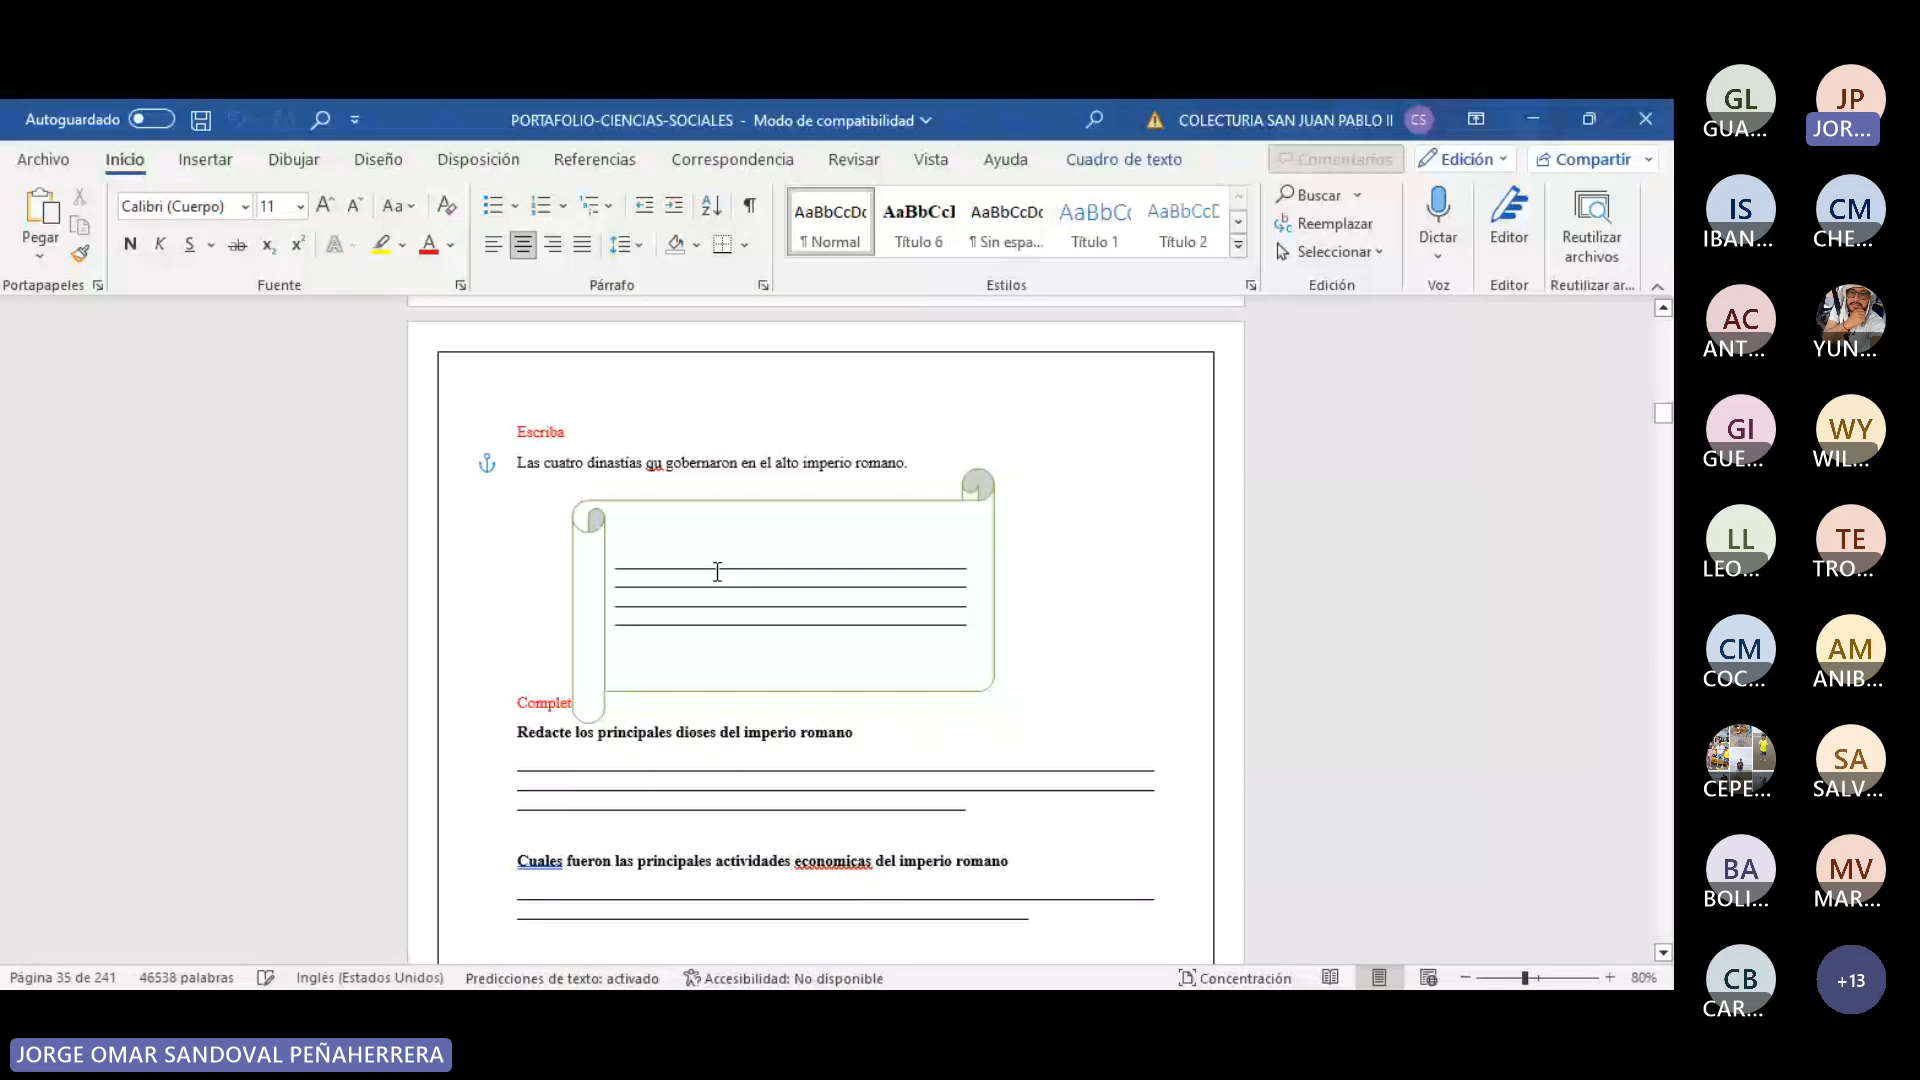 Autoguardado
PORTAFOLIO-CIENCIAS-SOCIALES - Modo de compatibilidad
COLECTURIA SAN JUAN PABLO II
CS
Archivo Inicio Insertar Dibujar Diseño Disposición Referencias Correspondencia Revisar Vista Ayuda Cuadro de texto
Comentarios Edición Compartir
Pegar
Calibri (Cuerpo) 11
N K S ab x₂ x²
AaBbCcDc ¶ Normal
AaBbCcI Título 6
AaBbCcDc ¶ Sin espa...
AaBbCc Título 1
AaBbCcD Título 2
Buscar
Reemplazar
Seleccionar
Dictar
Editor
Reutilizar archivos
Portapapeles Fuente Párrafo Estilos Edición Voz Editor Reutilizar ar...
Escriba
Las cuatro dinastías qu gobernaron en el alto imperio romano.
Complet
Redacte los principales dioses del imperio romano
Cuales fueron las principales actividades economicas del imperio romano
Página 35 de 241 46538 palabras Inglés (Estados Unidos) Predicciones de texto: activado Accesibilidad: No disponible Concentración 80%
JORGE OMAR SANDOVAL PEÑAHERRERA
GL JP
GUA... JOR...
IS CM
IBAN... CHE...
AC
ANT... YUN...
GI WY
GUE... WIL...
LL TE
LEO... TRO...
CM AM
COC... ANIB...
SA
CEPE... SALV...
BA MV
BOLI... MAR...
CB +13
CAR...